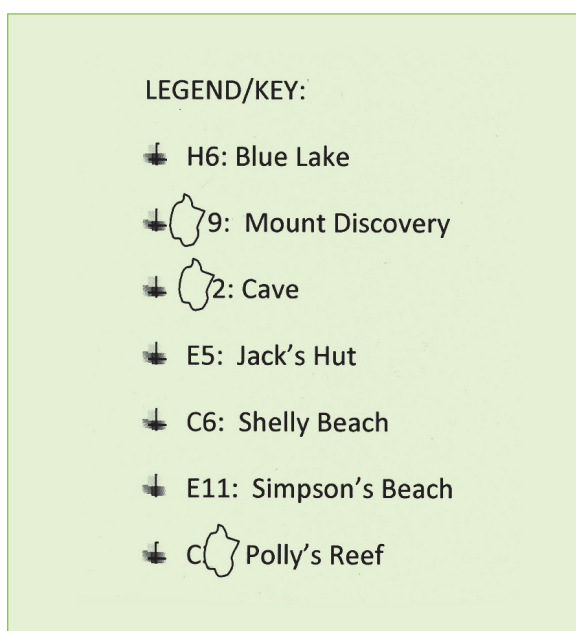 LEGEND/KEY:
H6: Blue Lake
9: Mount Discovery
2: Cave
E5: Jack’s Hut
C6: Shelly Beach
E11: Simpson’s Beach
C Polly’s Reef